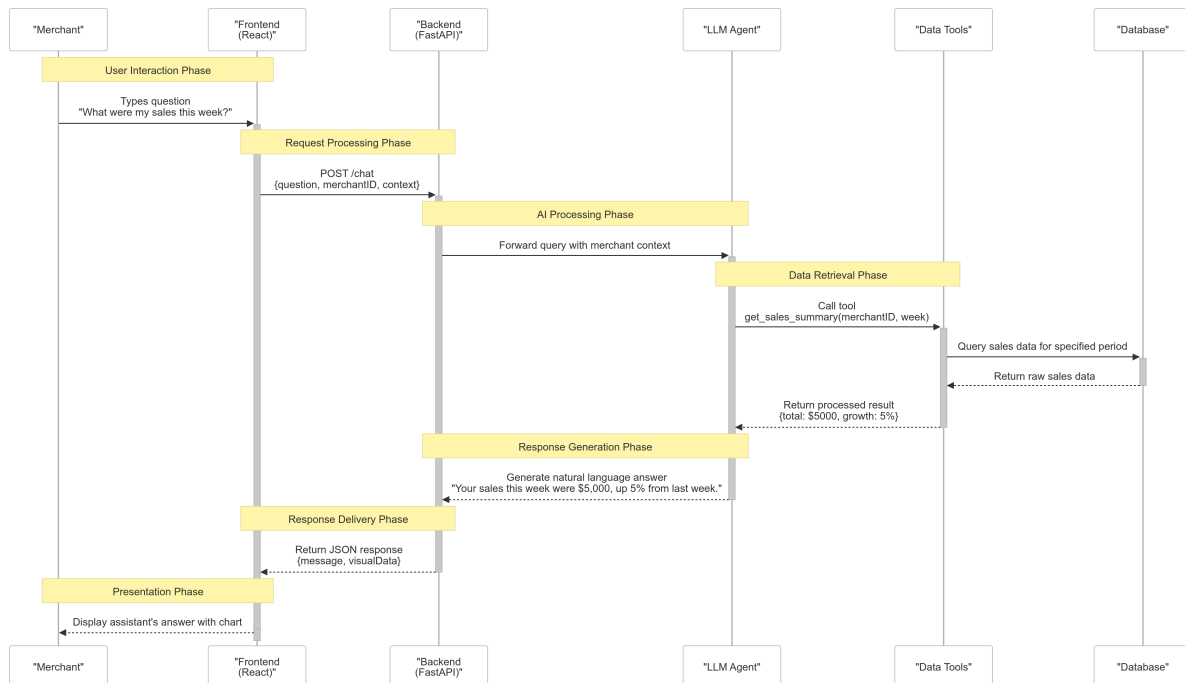 "Merchant"
"Frontend
(React)"
"Backend
(FastAPI)"
"LLM Agent"
"Data Tools"
"Database"
User Interaction Phase
Types question
"What were my sales this week?"
Request Processing Phase
POST /chat
{question, merchantID, context}
AI Processing Phase
Forward query with merchant context
Data Retrieval Phase
Call tool
get_sales_summary(merchantID, week)
Query sales data for specified period
Return raw sales data
Return processed result
{total: $5000, growth: 5%}
Response Generation Phase
Generate natural language answer
"Your sales this week were $5,000, up 5% from last week."
Response Delivery Phase
Return JSON response
{message, visualData}
Presentation Phase
Display assistant's answer with chart
"Merchant"
"Frontend
(React)"
"Backend
(FastAPI)"
"LLM Agent"
"Data Tools"
"Database"